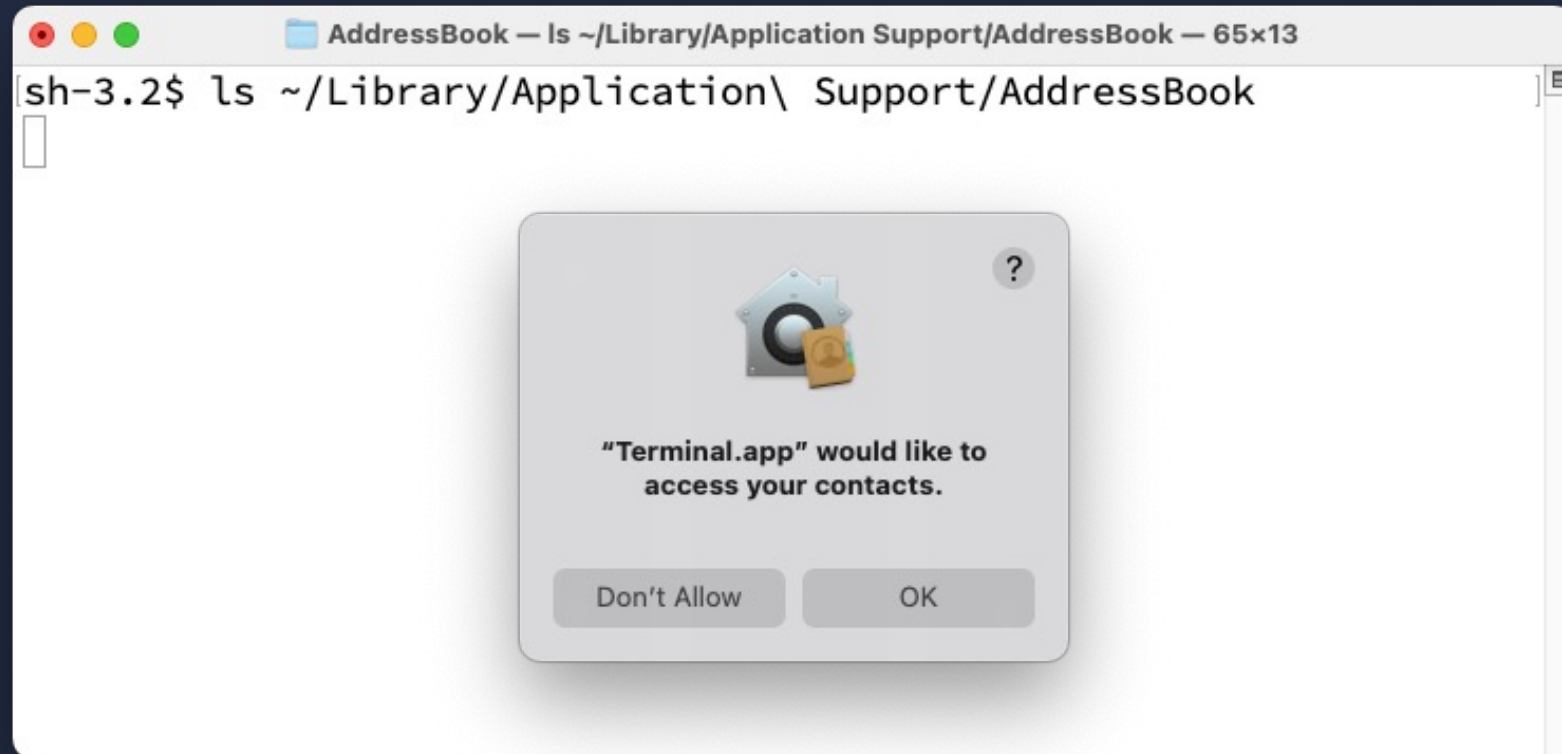 AddressBook — ls ~/Library/Application Support/AddressBook — 65×13
[sh-3.2$ ls ~/Library/Application\ Support/AddressBook ]
?
“Terminal.app” would like to
access your contacts.
Don’t Allow OK